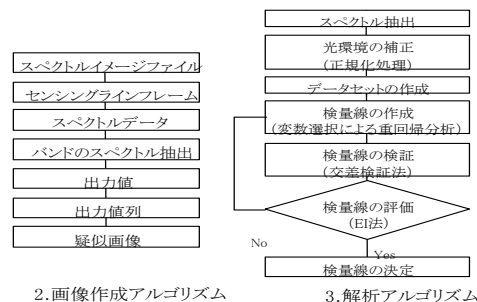 スペクトルイメージファイル
センシングラインフレーム
スペクトルデータ
バンドのスペクトル抽出
出力値
出力値列
疑似画像
2.画像作成アルゴリズム
スペクトル抽出
光環境の補正
(正規化処理)
データセットの作成
検量線の作成
(変数選択による重回帰分析)
検量線の検証
(交差検証法)
検量線の評価
(EI法)
No
Yes
検量線の決定
3.解析アルゴリズム